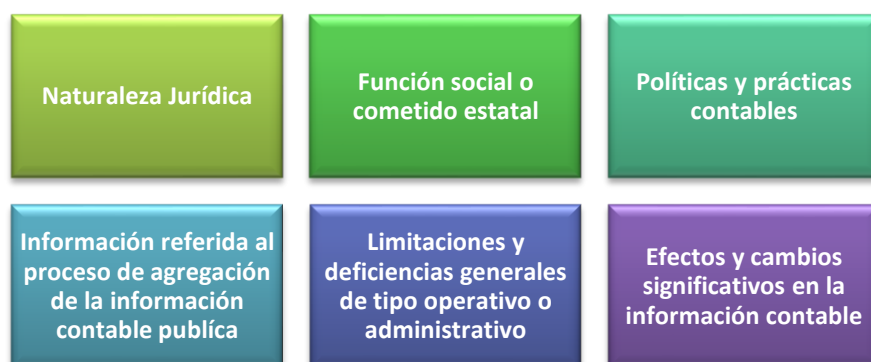 Naturaleza Jurídica
Función social o
cometido estatal
Políticas y prácticas
contables
Información referida al
proceso de agregación
de la información
contable publíca
Limitaciones y
deficiencias generales
de tipo operativo o
administrativo
Efectos y cambios
significativos en la
información contable